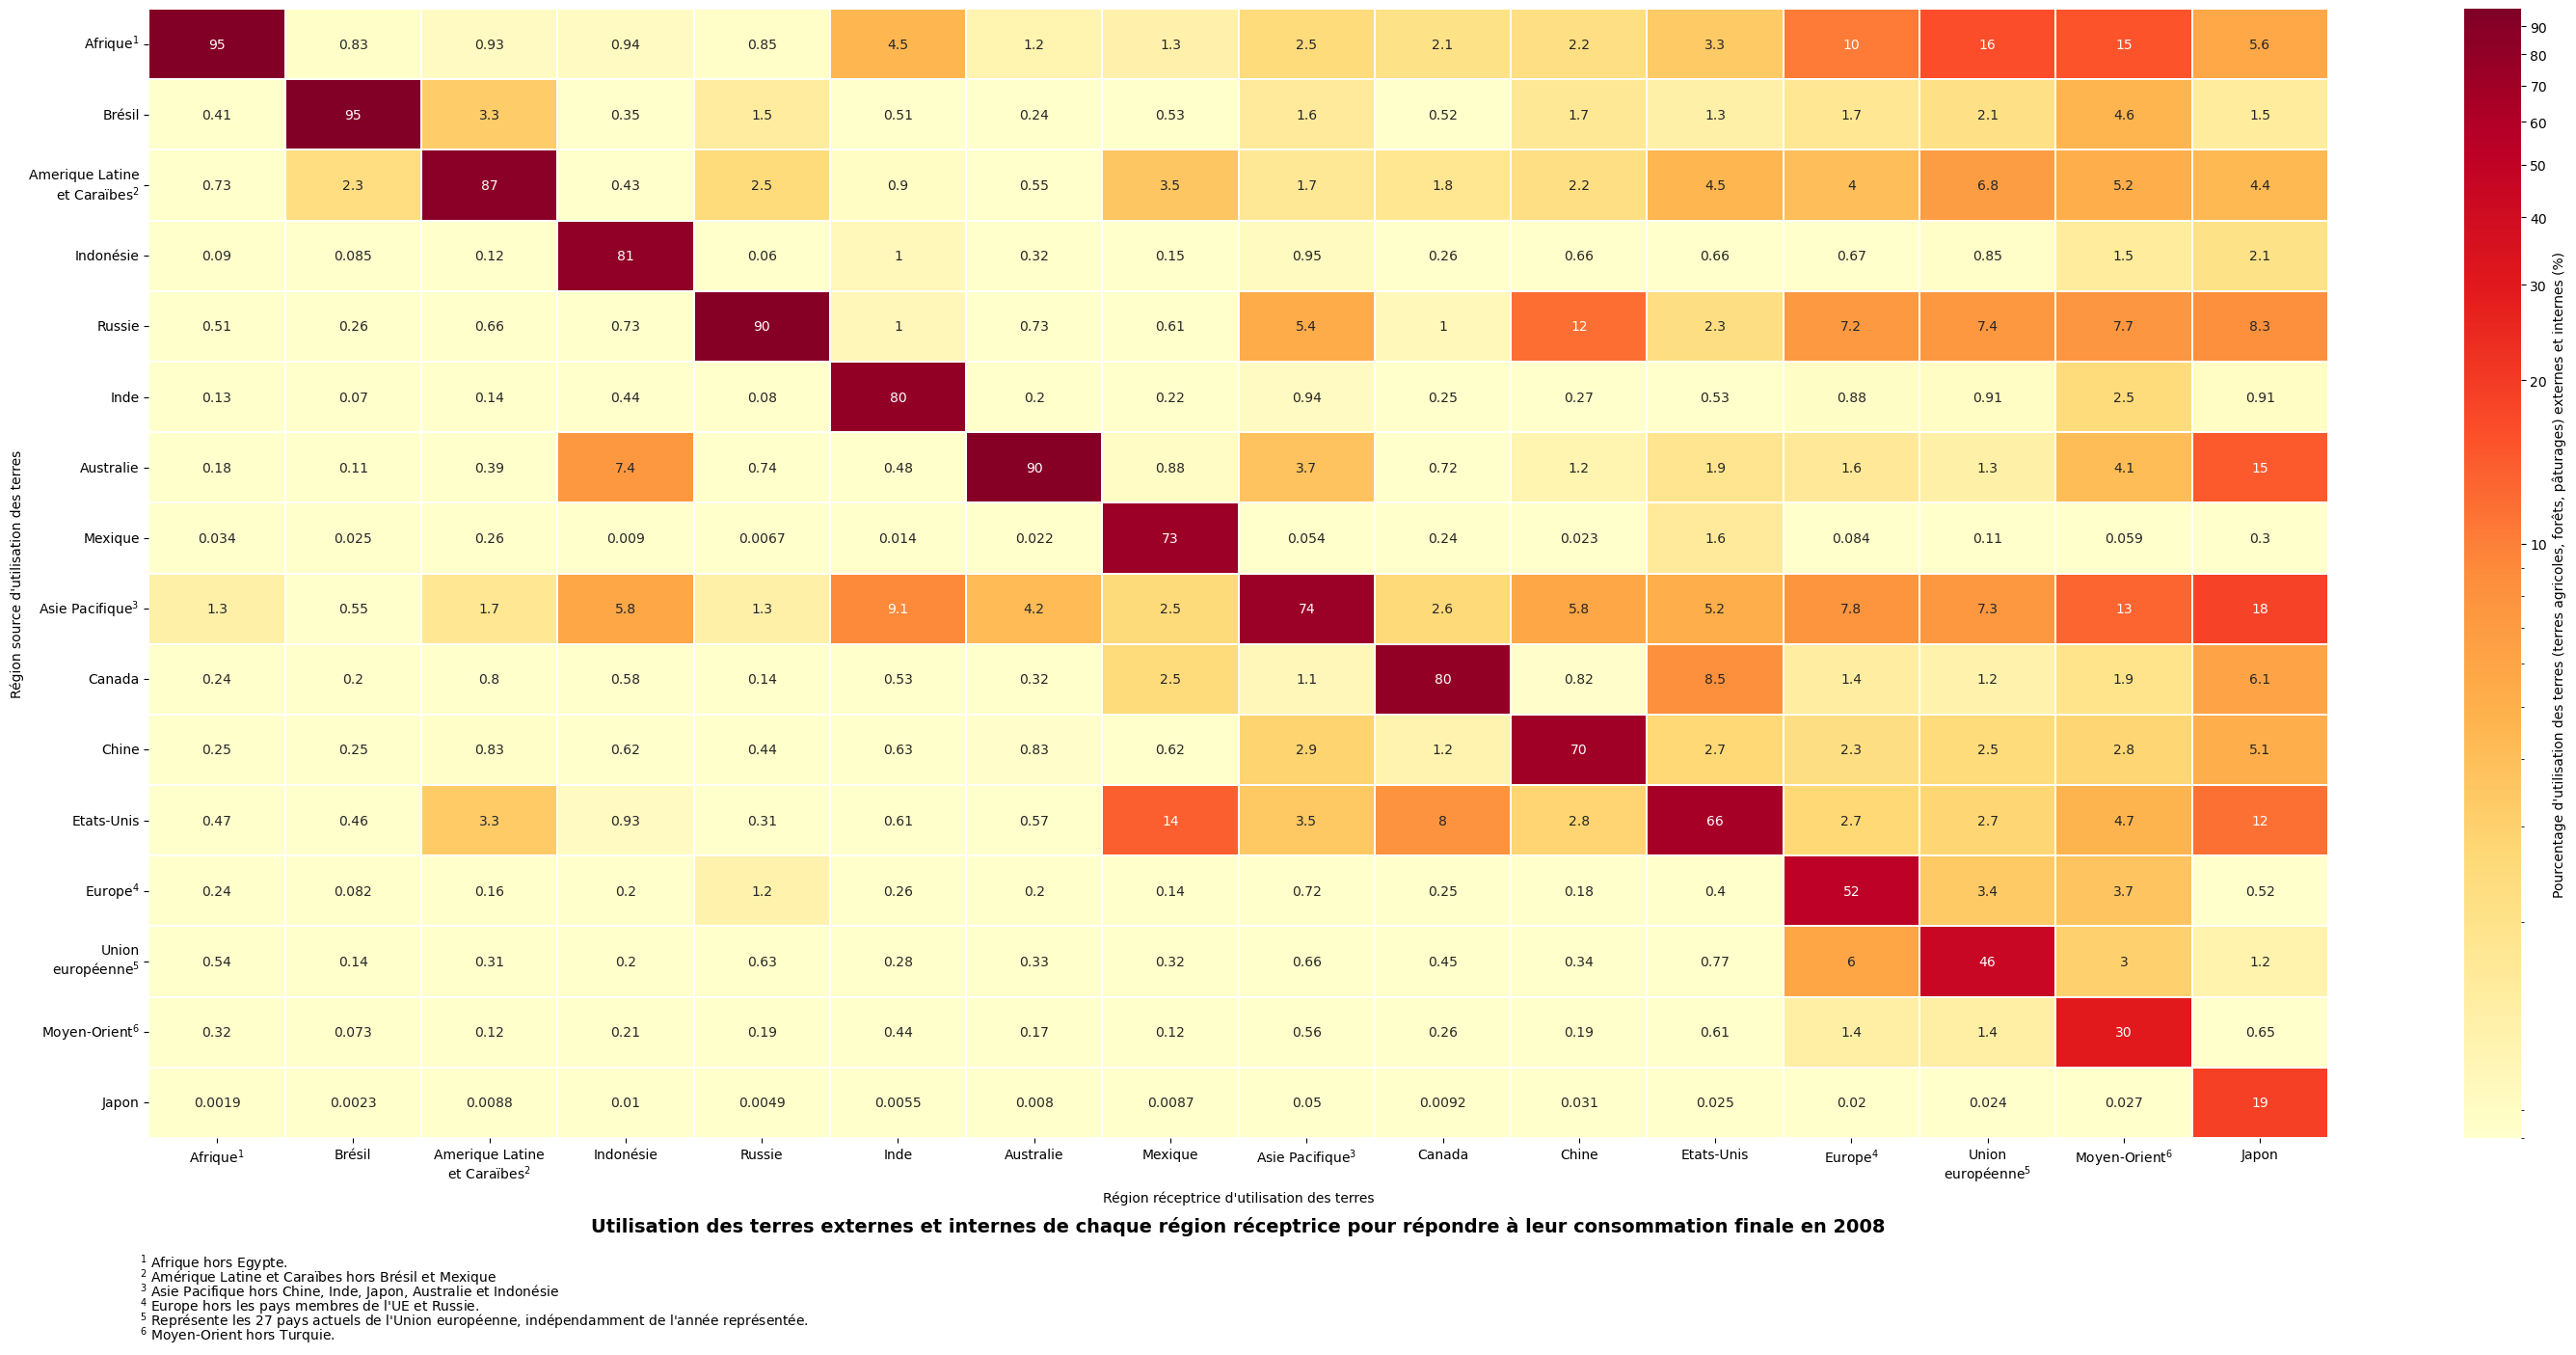 Afrique¹ 95 0.83 0.93 0.94 0.85 4.5 1.2 1.3 2.5 2.1 2.2 3.3 10 16 15 5.6
Brésil 0.41 95 3.3 0.35 1.5 0.51 0.24 0.53 1.6 0.52 1.7 1.3 1.7 2.1 4.6 1.5
Amerique Latine
et Caraïbes² 0.73 2.3 87 0.43 2.5 0.9 0.55 3.5 1.7 1.8 2.2 4.5 4 6.8 5.2 4.4
Indonésie 0.09 0.085 0.12 81 0.06 1 0.32 0.15 0.95 0.26 0.66 0.66 0.67 0.85 1.5 2.1
Russie 0.51 0.26 0.66 0.73 90 1 0.73 0.61 5.4 1 12 2.3 7.2 7.4 7.7 8.3
Inde 0.13 0.07 0.14 0.44 0.08 80 0.2 0.22 0.94 0.25 0.27 0.53 0.88 0.91 2.5 0.91
Australie 0.18 0.11 0.39 7.4 0.74 0.48 90 0.88 3.7 0.72 1.2 1.9 1.6 1.3 4.1 15
Mexique 0.034 0.025 0.26 0.009 0.0067 0.014 0.022 73 0.054 0.24 0.023 1.6 0.084 0.11 0.059 0.3
Asie Pacifique³ 1.3 0.55 1.7 5.8 1.3 9.1 4.2 2.5 74 2.6 5.8 5.2 7.8 7.3 13 18
Canada 0.24 0.2 0.8 0.58 0.14 0.53 0.32 2.5 1.1 80 0.82 8.5 1.4 1.2 1.9 6.1
Chine 0.25 0.25 0.83 0.62 0.44 0.63 0.83 0.62 2.9 1.2 70 2.7 2.3 2.5 2.8 5.1
Etats-Unis 0.47 0.46 3.3 0.93 0.31 0.61 0.57 14 3.5 8 2.8 66 2.7 2.7 4.7 12
Europe⁴ 0.24 0.082 0.16 0.2 1.2 0.26 0.2 0.14 0.72 0.25 0.18 0.4 52 3.4 3.7 0.52
Union
européenne⁵ 0.54 0.14 0.31 0.2 0.63 0.28 0.33 0.32 0.66 0.45 0.34 0.77 6 46 3 1.2
Moyen-Orient⁶ 0.32 0.073 0.12 0.21 0.19 0.44 0.17 0.12 0.56 0.26 0.19 0.61 1.4 1.4 30 0.65
Japon 0.0019 0.0023 0.0088 0.01 0.0049 0.0055 0.008 0.0087 0.05 0.0092 0.031 0.025 0.02 0.024 0.027 19
Région source d'utilisation des terres
Afrique¹ Brésil Amerique Latine Indonésie Russie Inde Australie Mexique Asie Pacifique³ Canada Chine Etats-Unis Europe⁴ Union Moyen-Orient⁶ Japon
et Caraïbes² européenne⁵
Région réceptrice d'utilisation des terres
90
80
70
60
50
40
30
20
10
Pourcentage d'utilisation des terres (terres agricoles, forêts, pâturages) externes et internes (%)
Utilisation des terres externes et internes de chaque région réceptrice pour répondre à leur consommation finale en 2008
¹ Afrique hors Egypte.
² Amérique Latine et Caraïbes hors Brésil et Mexique
³ Asie Pacifique hors Chine, Inde, Japon, Australie et Indonésie
⁴ Europe hors les pays membres de l'UE et Russie.
⁵ Représente les 27 pays actuels de l'Union européenne, indépendamment de l'année représentée.
⁶ Moyen-Orient hors Turquie.